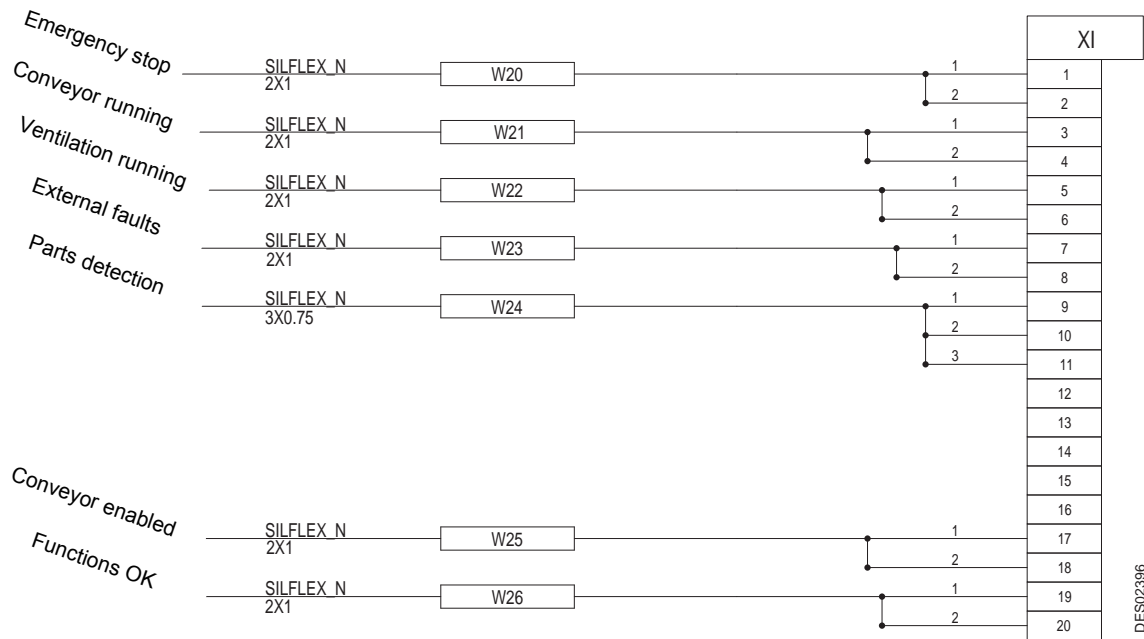 XI
Emergency stop
SILFLEX_N
2X1
W20
1
1
2
2
Conveyor running
SILFLEX_N
2X1
W21
1
3
2
4
Ventilation running
SILFLEX_N
2X1
W22
1
5
2
6
External faults
SILFLEX_N
2X1
W23
1
7
2
8
Parts detection
SILFLEX_N
3X0.75
W24
1
9
2
10
3
11
12
13
14
15
16
Conveyor enabled
SILFLEX_N
2X1
W25
1
17
2
18
Functions OK
SILFLEX_N
2X1
W26
1
19
2
20
DES02396